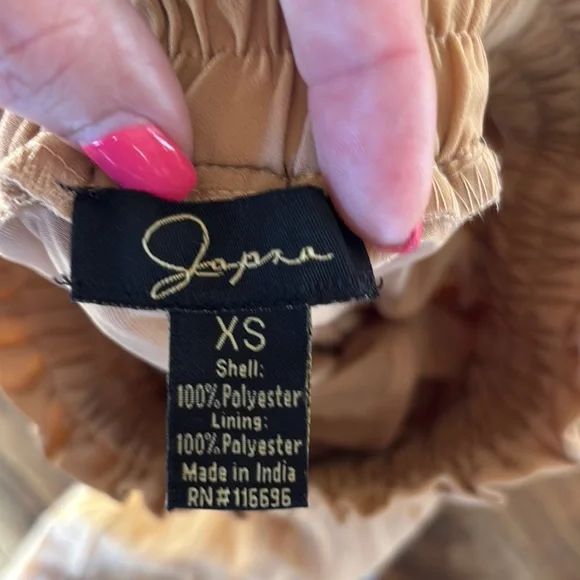 Japna
XS
Shell:
100% Polyester
Lining:
100% Polyester
Made in India
RN#116696